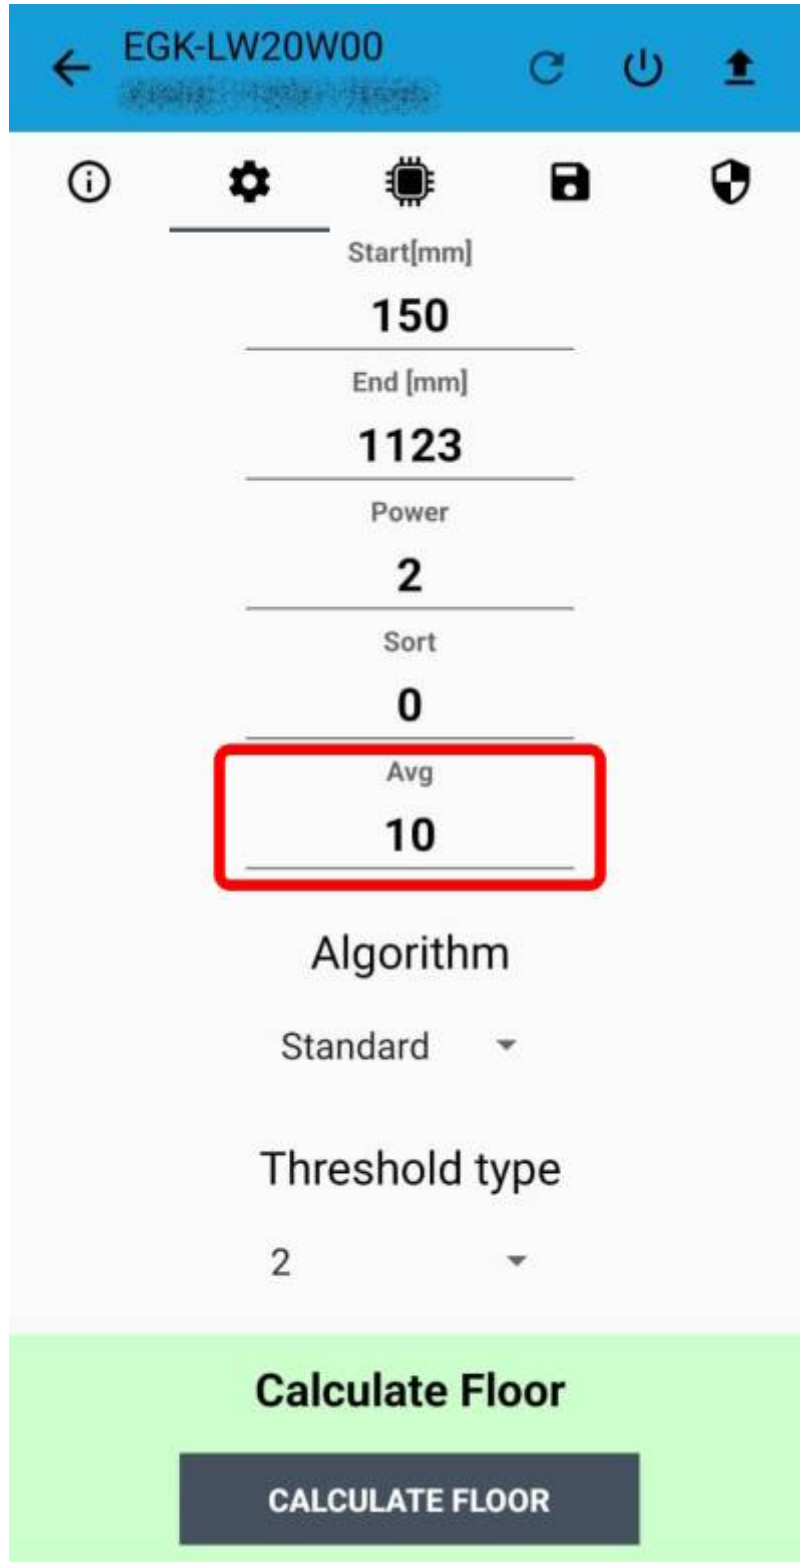 EGK-LW20W00
Start[mm]
150
End [mm]
1123
Power
2
Sort
0
Avg
10
Algorithm
Standard
Threshold type
2
Calculate Floor
CALCULATE FLOOR